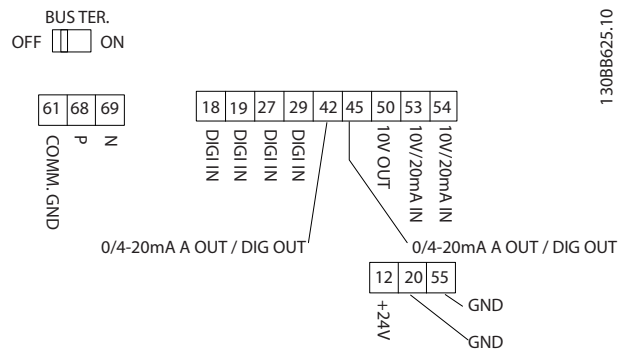 BUS TER.
OFF ON
130BB625.10
61 68 69
18 19 27 29 42 45 50 53 54
COMM. GND
P
N
DIGI IN
DIGI IN
DIGI IN
DIGI IN
10V OUT
10V/20mA IN
10V/20mA IN
0/4-20mA A OUT / DIG OUT
0/4-20mA A OUT / DIG OUT
12 20 55
+24V
GND
GND